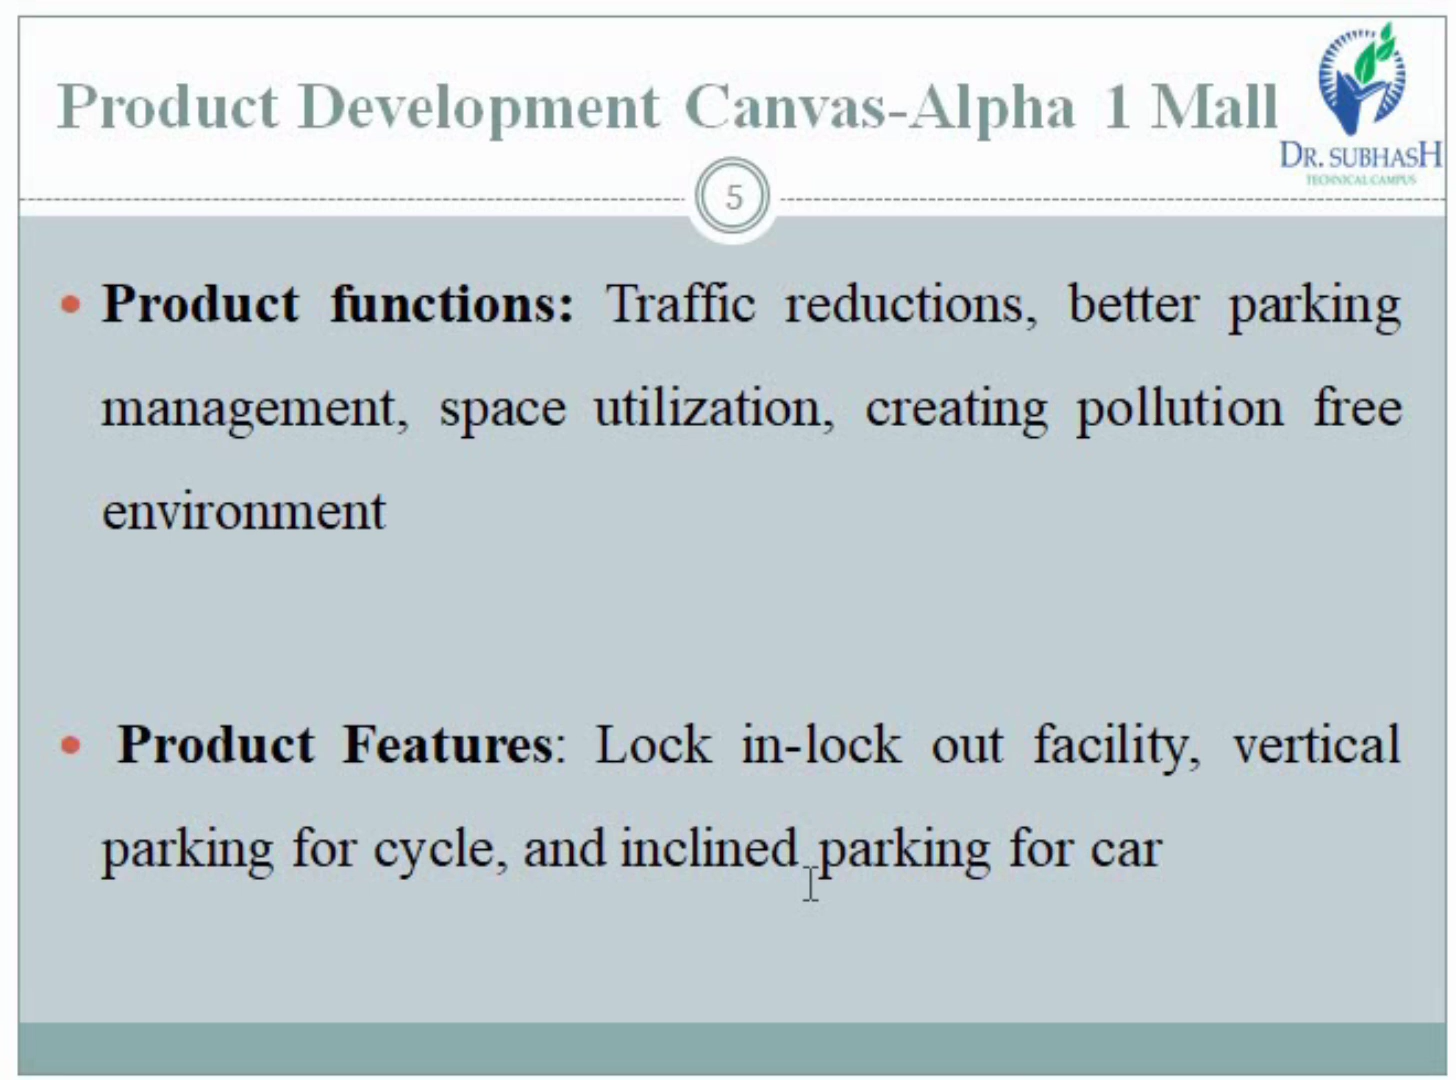 Product Development Canvas-Alpha 1 Mall
DR. SUBHASH
TECHNICAL CAMPUS
5
• Product functions: Traffic reductions, better parking
management, space utilization, creating pollution free
environment
• Product Features: Lock in-lock out facility, vertical
parking for cycle, and inclined parking for car